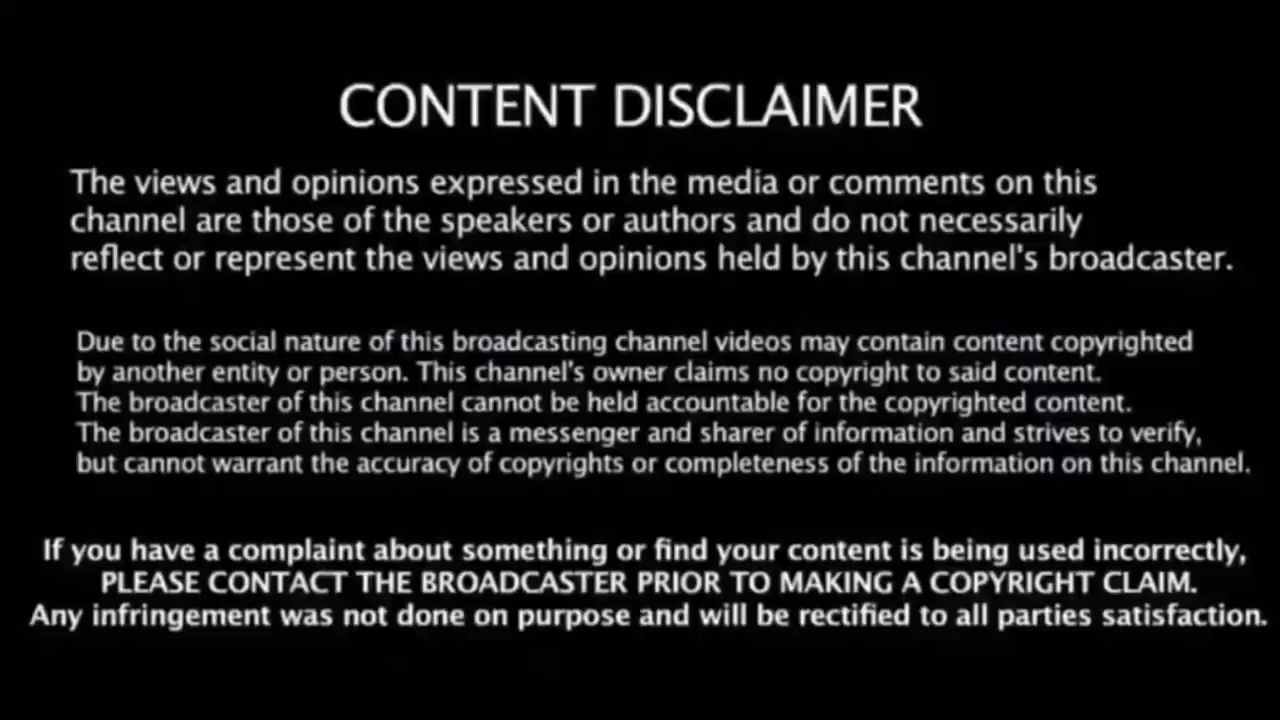 CONTENT DISCLAIMER
The views and opinions expressed in the media or comments on this
channel are those of the speakers or authors and do not necessarily
reflect or represent the views and opinions held by this channel's broadcaster.
Due to the social nature of this broadcasting channel videos may contain content copyrighted
by another entity or person. This channel's owner claims no copyright to said content.
The broadcaster of this channel cannot be held accountable for the copyrighted content.
The broadcaster of this channel is a messenger and sharer of information and strives to verify,
but cannot warrant the accuracy of copyrights or completeness of the information on this channel.
If you have a complaint about something or find your content is being used incorrectly,
PLEASE CONTACT THE BROADCASTER PRIOR TO MAKING A COPYRIGHT CLAIM.
Any infringement was not done on purpose and will be rectified to all parties satisfaction.